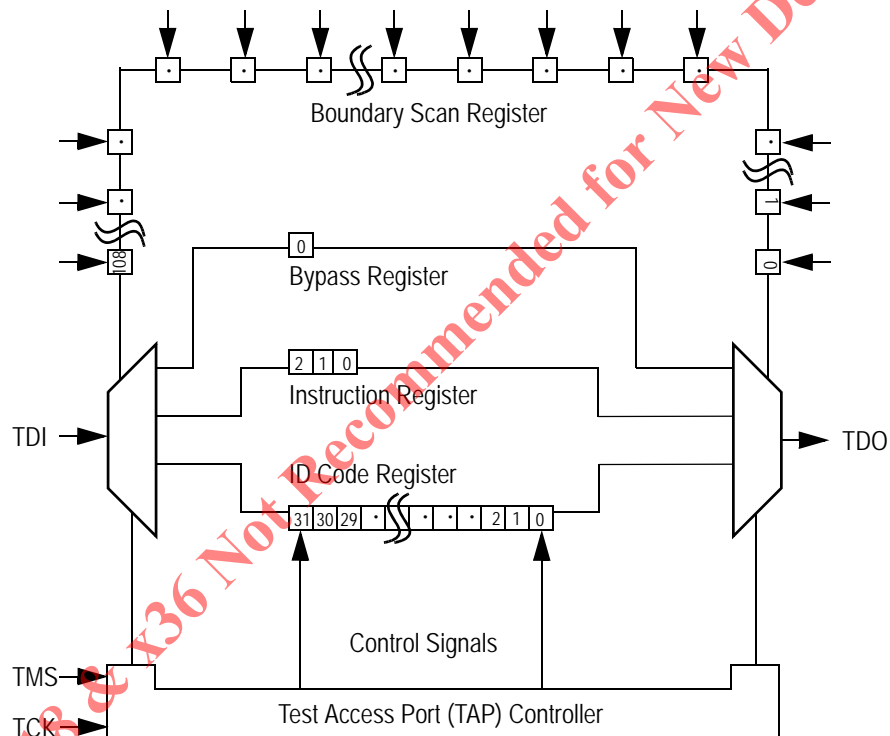 Boundary Scan Register
1
108
0
0
Bypass Register
2 1 0
Instruction Register
TDI
TDO
ID Code Register
31 30 29 · · · · 2 1 0
Control Signals
TMS
TCK
Test Access Port (TAP) Controller
8 & x36 Not Recommended for New De